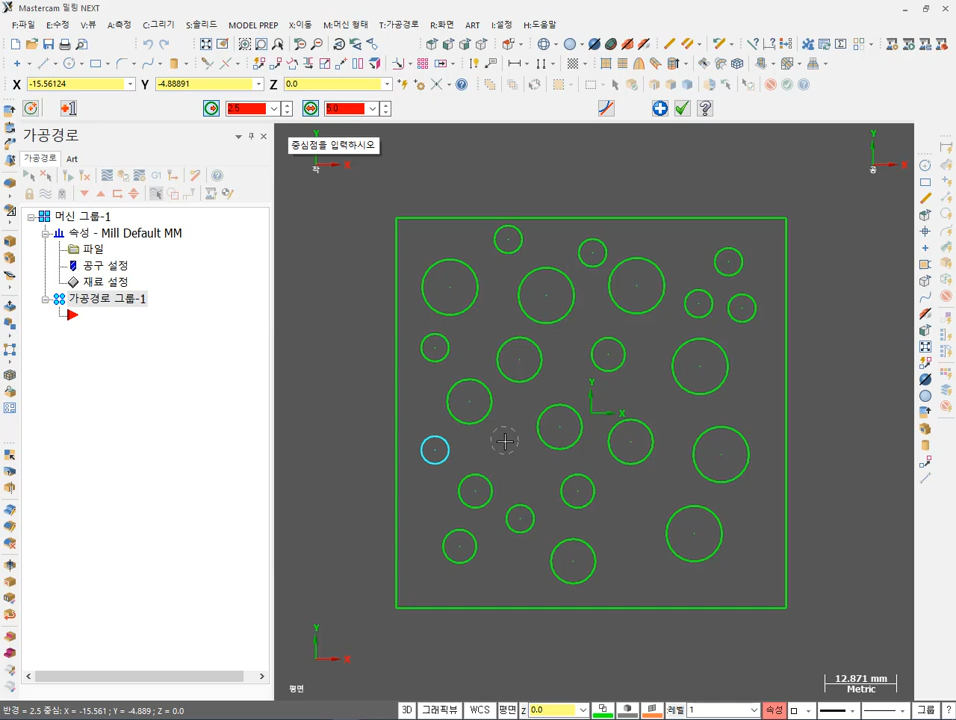 Mastercam 밀링 NEXT
F:파일 E:수정 V:뷰 A:측정 C:그리기 S:솔리드 MODEL PREP X:이동 M:머신 형태 T:가공경로 R:화면 ART I:설정 H:도움말
X -15.56124 Y -4.88891 Z 0.0
+1 2.5 5.0
가공경로
중심점을 입력하시오
가공경로 Art
G1
머신 그룹-1
속성 - Mill Default MM
파일
공구 설정
재료 설정
가공경로 그룹-1
Y
X
작
Y
X
공
Y
X
Y
X
평면
12.871 mm
Metric
반경 = 2.5 중심: X = -15.561; Y = -4.889; Z = 0.0
3D 그래픽뷰 WCS 평면 Z 0.0 레벨 1 속성 그룹 ?